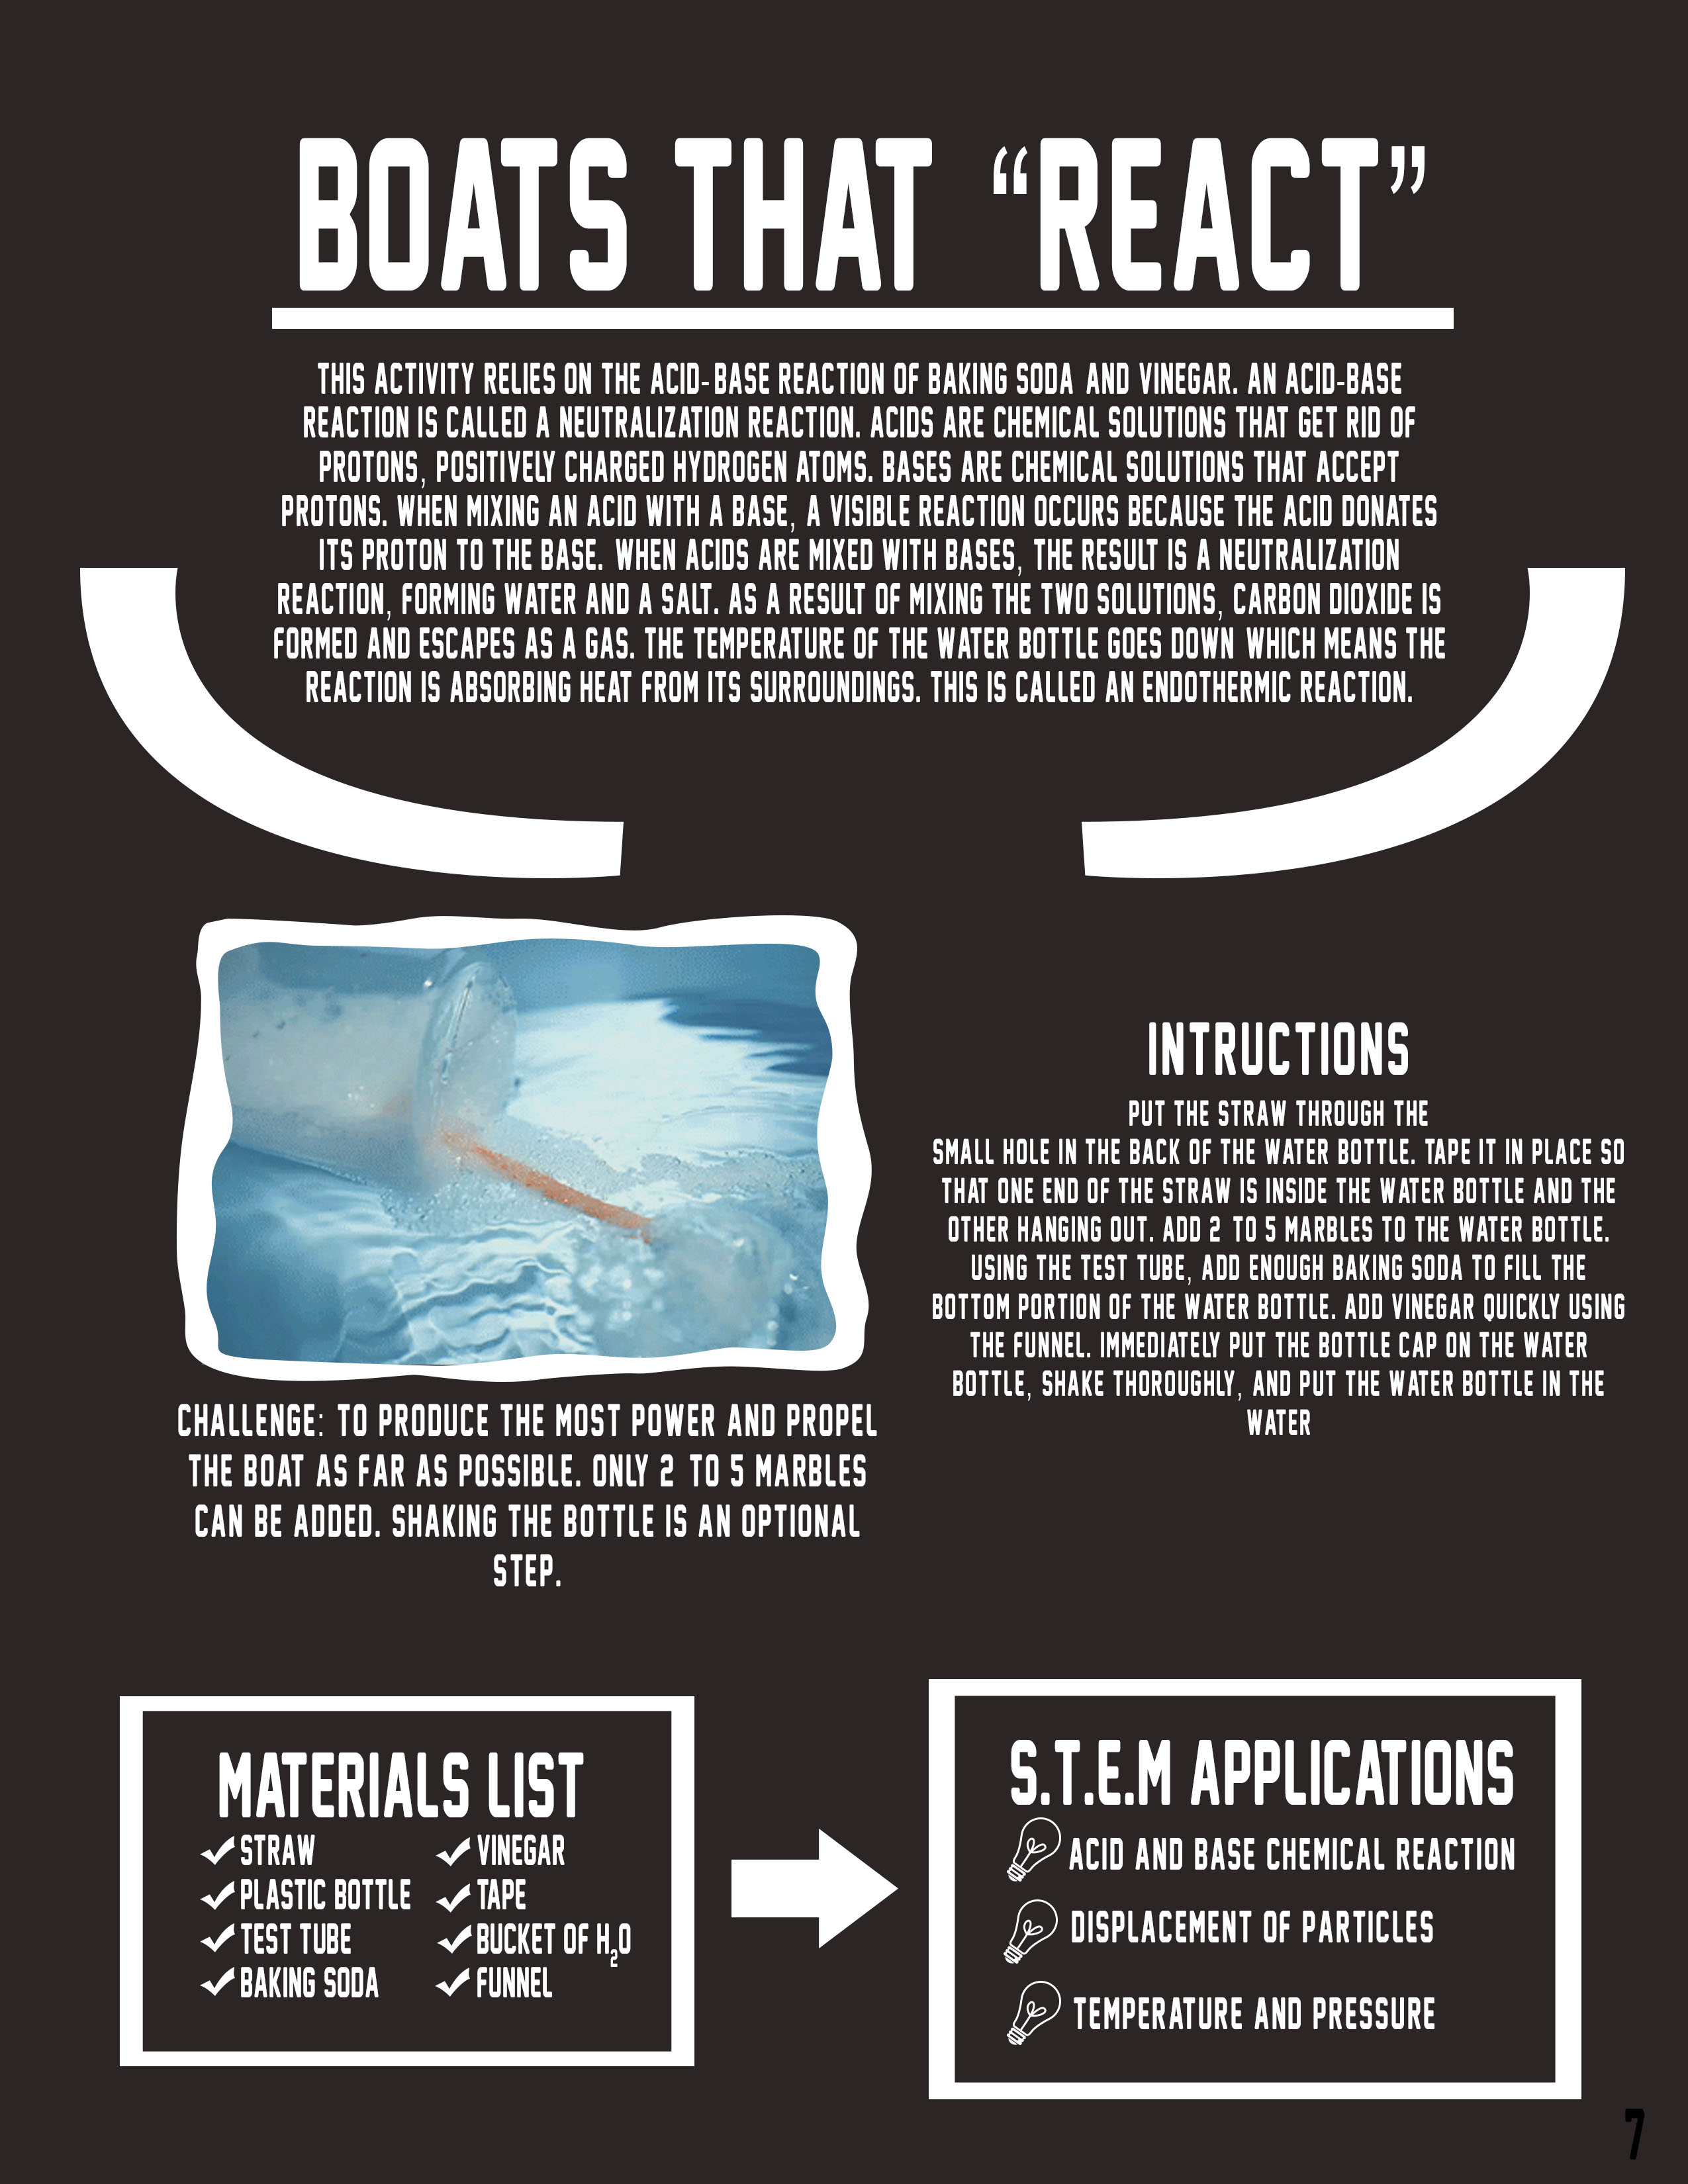 BOATS THAT “REACT”
THIS ACTIVITY RELIES ON THE ACID-BASE REACTION OF BAKING SODA AND VINEGAR. AN ACID-BASE
REACTION IS CALLED A NEUTRALIZATION REACTION. ACIDS ARE CHEMICAL SOLUTIONS THAT GET RID OF
PROTONS, POSITIVELY CHARGED HYDROGEN ATOMS. BASES ARE CHEMICAL SOLUTIONS THAT ACCEPT
PROTONS. WHEN MIXING AN ACID WITH A BASE, A VISIBLE REACTION OCCURS BECAUSE THE ACID DONATES
ITS PROTON TO THE BASE. WHEN ACIDS ARE MIXED WITH BASES, THE RESULT IS A NEUTRALIZATION
REACTION, FORMING WATER AND A SALT. AS A RESULT OF MIXING THE TWO SOLUTIONS, CARBON DIOXIDE IS
FORMED AND ESCAPES AS A GAS. THE TEMPERATURE OF THE WATER BOTTLE GOES DOWN WHICH MEANS THE
REACTION IS ABSORBING HEAT FROM ITS SURROUNDINGS. THIS IS CALLED AN ENDOTHERMIC REACTION.
INTRUCTIONS
PUT THE STRAW THROUGH THE
SMALL HOLE IN THE BACK OF THE WATER BOTTLE. TAPE IT IN PLACE SO
THAT ONE END OF THE STRAW IS INSIDE THE WATER BOTTLE AND THE
OTHER HANGING OUT. ADD 2 TO 5 MARBLES TO THE WATER BOTTLE.
USING THE TEST TUBE, ADD ENOUGH BAKING SODA TO FILL THE
BOTTOM PORTION OF THE WATER BOTTLE. ADD VINEGAR QUICKLY USING
THE FUNNEL. IMMEDIATELY PUT THE BOTTLE CAP ON THE WATER
BOTTLE, SHAKE THOROUGHLY, AND PUT THE WATER BOTTLE IN THE
WATER
CHALLENGE: TO PRODUCE THE MOST POWER AND PROPEL
THE BOAT AS FAR AS POSSIBLE. ONLY 2 TO 5 MARBLES
CAN BE ADDED. SHAKING THE BOTTLE IS AN OPTIONAL
STEP.
MATERIALS LIST
STRAW
PLASTIC BOTTLE
TEST TUBE
BAKING SODA
VINEGAR
TAPE
BUCKET OF H₂O
FUNNEL
S.T.E.M APPLICATIONS
ACID AND BASE CHEMICAL REACTION
DISPLACEMENT OF PARTICLES
TEMPERATURE AND PRESSURE
7